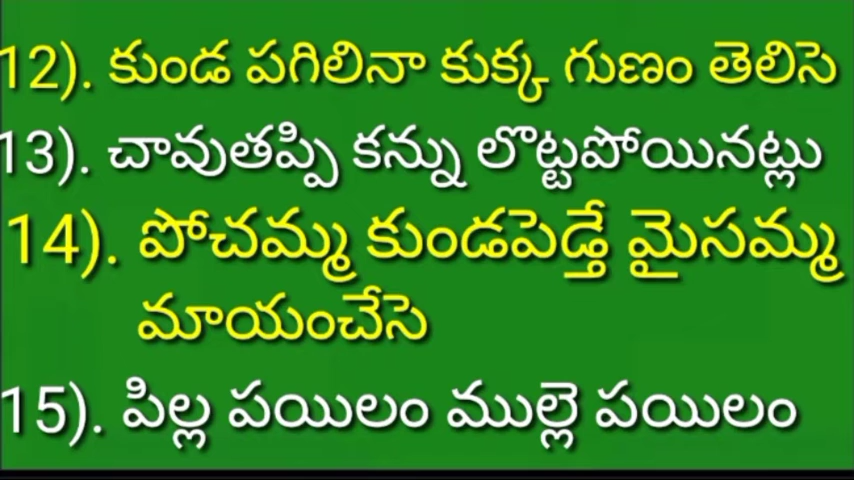 12). కుండ పగిలినా కుక్క గుణం తెలిసె
13). చావుతప్పి కన్ను లొట్టపోయినట్లు
14). పోచమ్మ కుండపెడ్తే మైసమ్మ
మాయంచేసె
15). పిల్ల పయిలం ముల్లె పయిలం